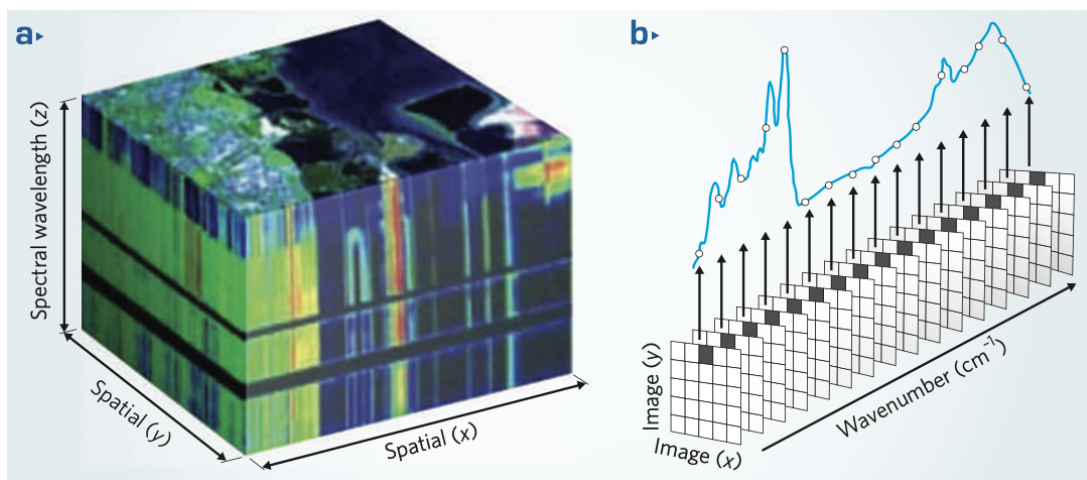 a▸
Spectral wavelength (z)
Spatial (y)
Spatial (x)
b▸
Image (y)
Image (x)
Wavenumber (cm⁻¹)